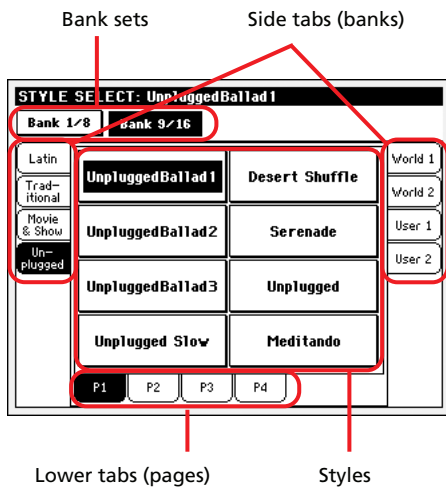 Bank sets
Side tabs (banks)
STYLE SELECT: UnpluggedBallad1
Bank 1/8
Bank 9/16
Latin
Trad-
itional
Movie
& Show
Un-
plugged
UnpluggedBallad1
Desert Shuffle
UnpluggedBallad2
Serenade
UnpluggedBallad3
Unplugged
Unplugged Slow
Meditando
World 1
World 2
User 1
User 2
P1
P2
P3
P4
Lower tabs (pages)
Styles